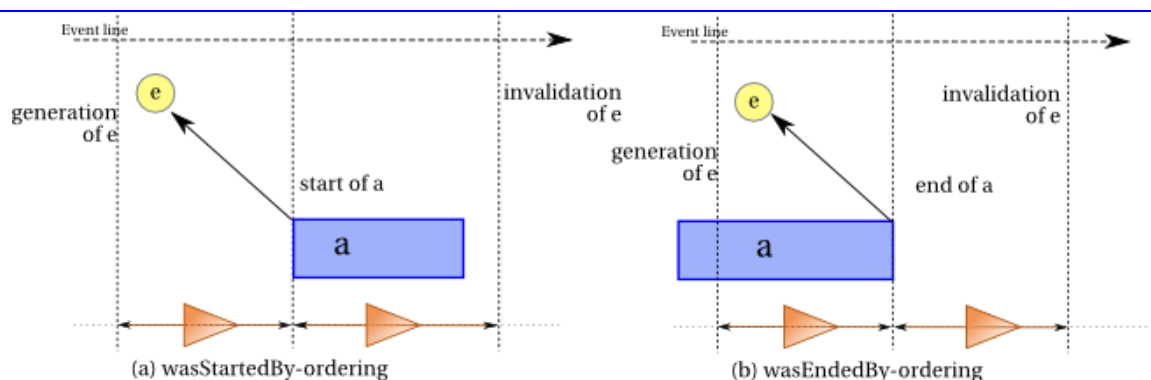 Event line
e
generation
of e
invalidation
of e
start of a
a
(a) wasStartedBy-ordering
Event line
e
generation
of e
invalidation
of e
end of a
a
(b) wasEndedBy-ordering